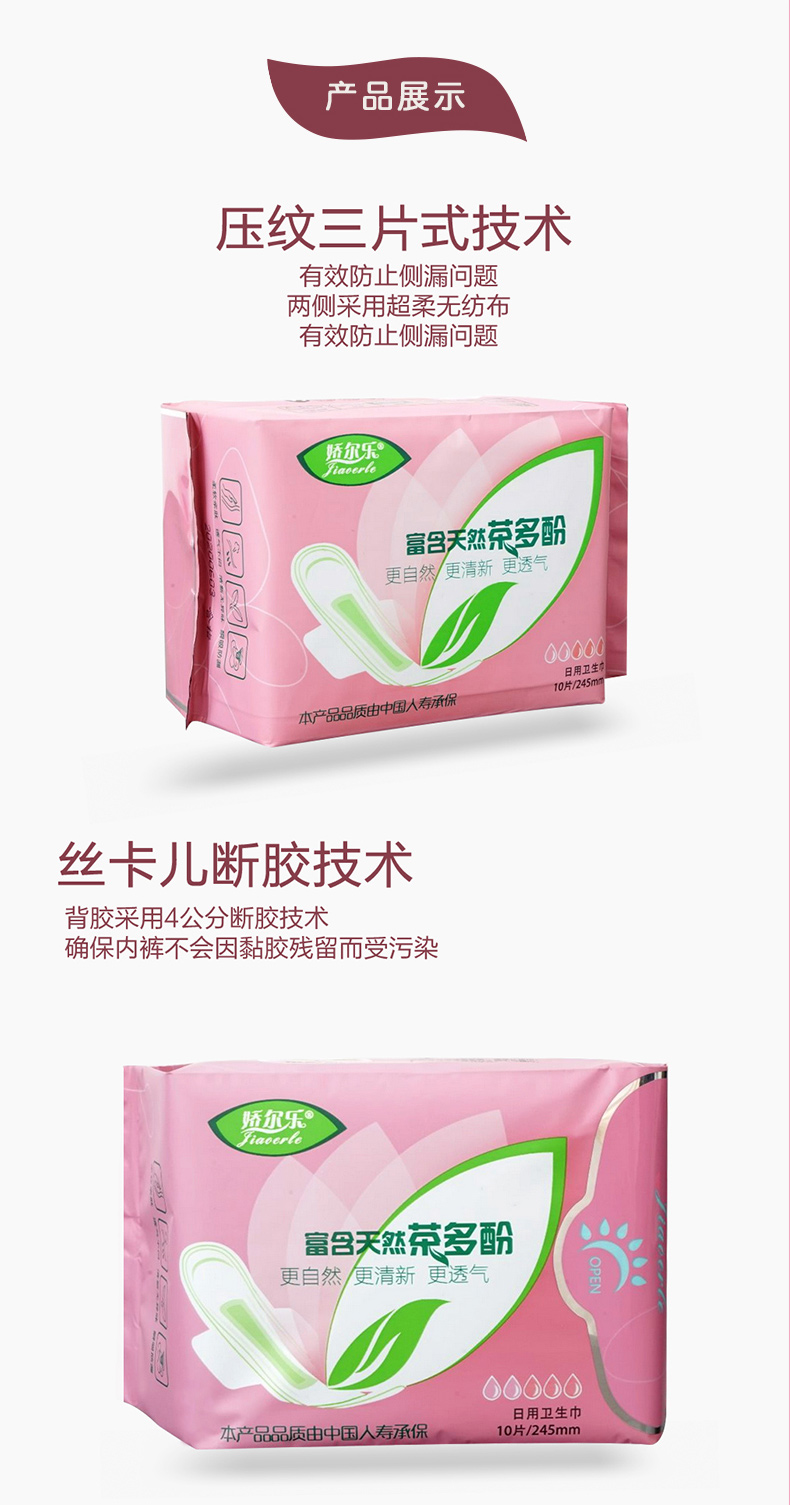 产品展示
压纹三片式技术
有效防止侧漏问题
两侧采用超柔无纺布
有效防止侧漏问题
娇尔乐®
Jiaoerle
富含天然茶多酚
更自然 更清新 更透气
日用卫生巾
10片/245mm
本产品品质由中国人寿承保
丝卡儿断胶技术
背胶采用4公分断胶技术
确保内裤不会因黏胶残留而受污染
娇尔乐®
Jiaoerle
富含天然茶多酚
更自然 更清新 更透气
Jiaoerle
OPEN
日用卫生巾
10片/245mm
本产品品质由中国人寿承保